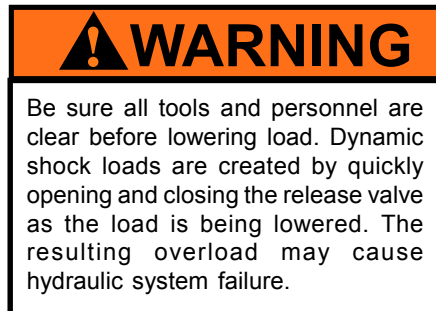 WARNING
Be sure all tools and personnel are
clear before lowering load. Dynamic
shock loads are created by quickly
opening and closing the release valve
as the load is being lowered. The
resulting overload may cause
hydraulic system failure.